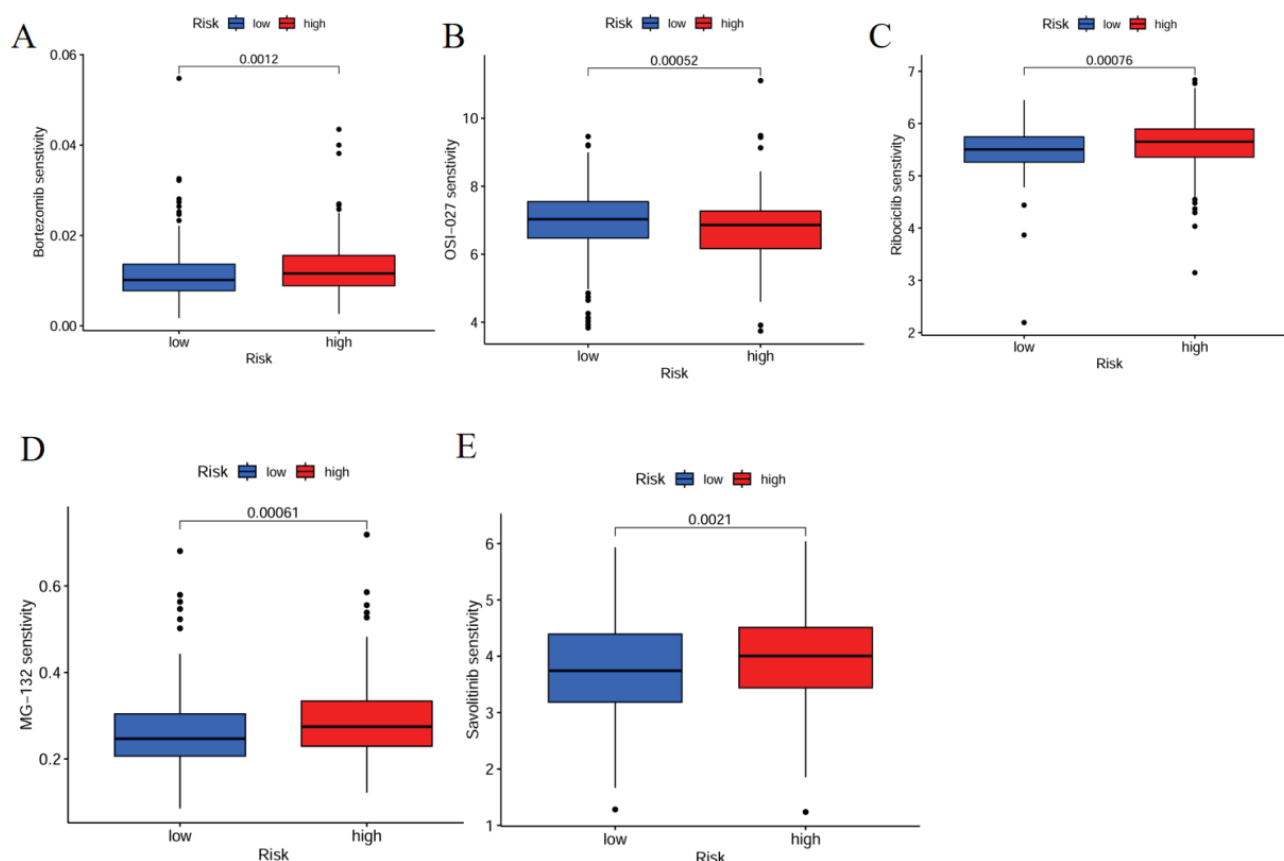 A
Risk low high
0.0012
0.06
0.04
0.02
0.00
Bortezomib senstivity
low high
Risk
B
Risk low high
0.00052
10
8
6
4
OSI-027 senstivity
low high
Risk
C
Risk low high
0.00076
7
6
5
4
3
2
Ribociclib senstivity
low high
Risk
D
Risk low high
0.00061
0.6
0.4
0.2
MG-132 senstivity
low high
Risk
E
Risk low high
0.0021
6
5
4
3
2
1
Savolitinib senstivity
low high
Risk